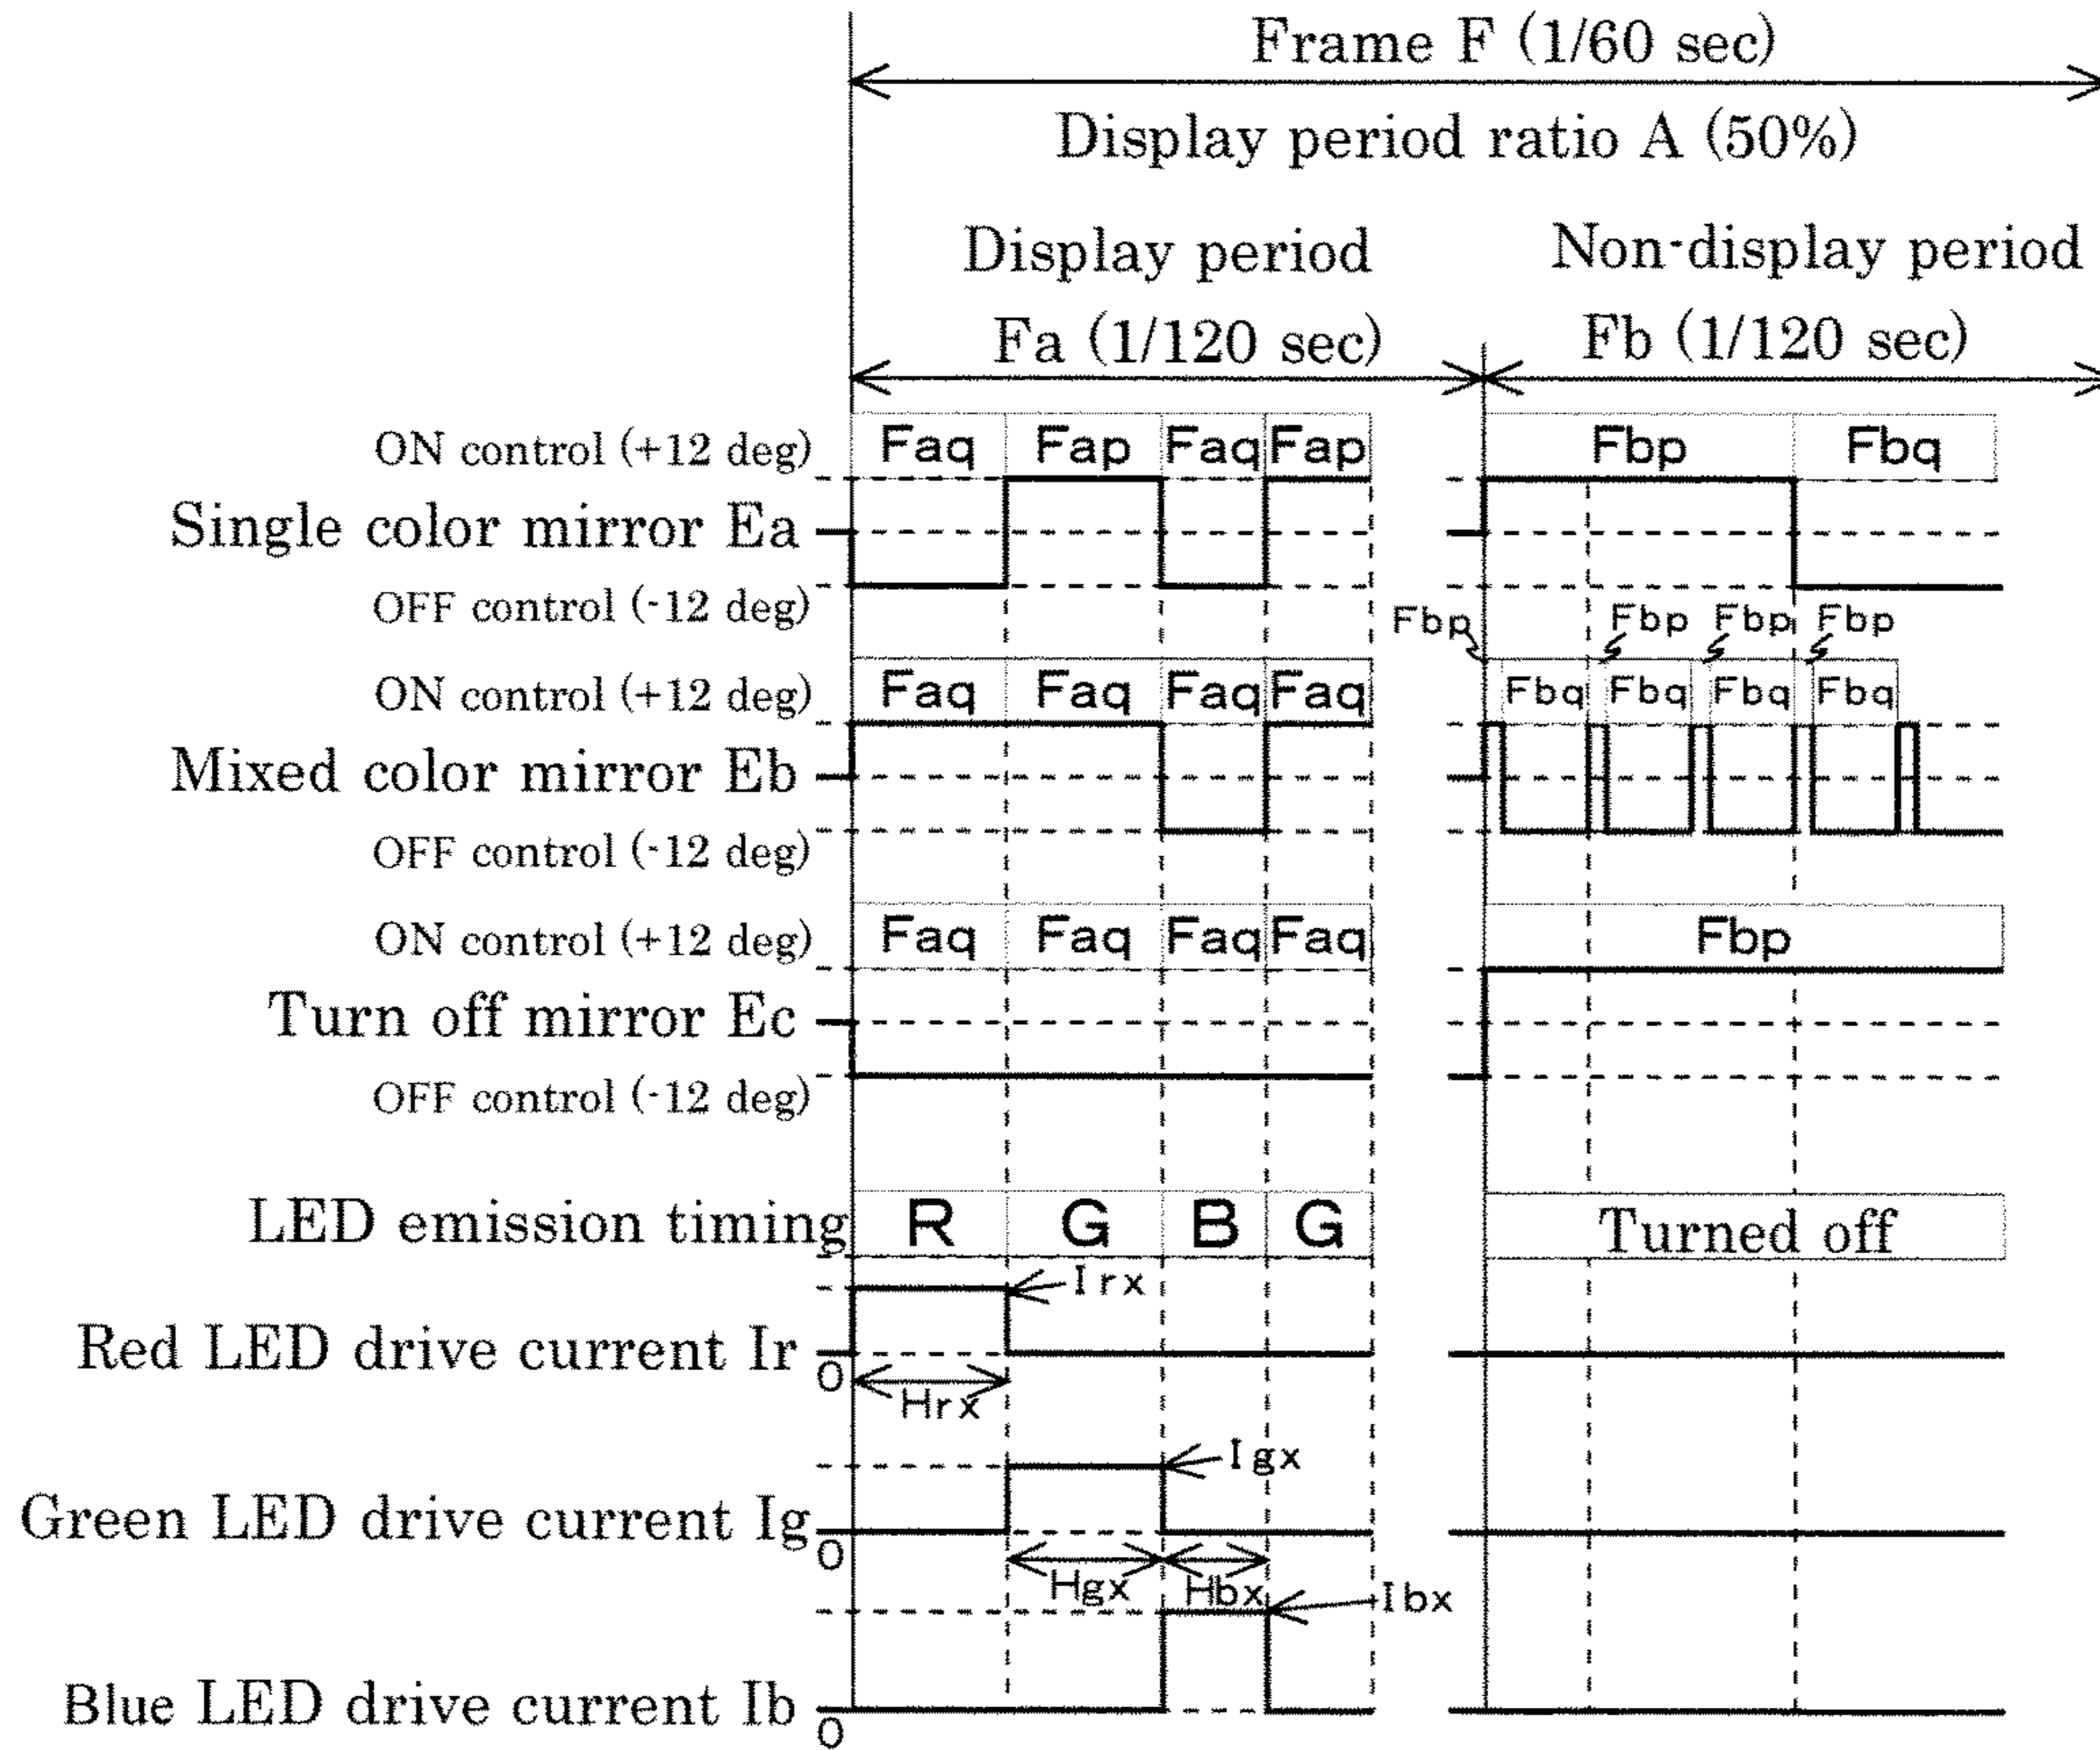 Frame F (1/60 sec)
Display period ratio A (50%)
Display period
Non-display period
Fa (1/120 sec)
Fb (1/120 sec)
ON control (+12 deg)
Faq Fap Faq Fap
Fbp Fbq
Single color mirror Ea
OFF control (-12 deg)
Fbp Fbp Fbp Fbp
ON control (+12 deg)
Faq Faq Faq Faq
Fbq Fbq Fbq Fbq
Mixed color mirror Eb
OFF control (-12 deg)
ON control (+12 deg)
Faq Faq Faq Faq
Fbp
Turn off mirror Ec
OFF control (-12 deg)
LED emission timing
R G B G
Turned off
Irx
Red LED drive current Ir
0
Hrx
Igx
Green LED drive current Ig
0
Hgx Hbx
Ibx
Blue LED drive current Ib
0